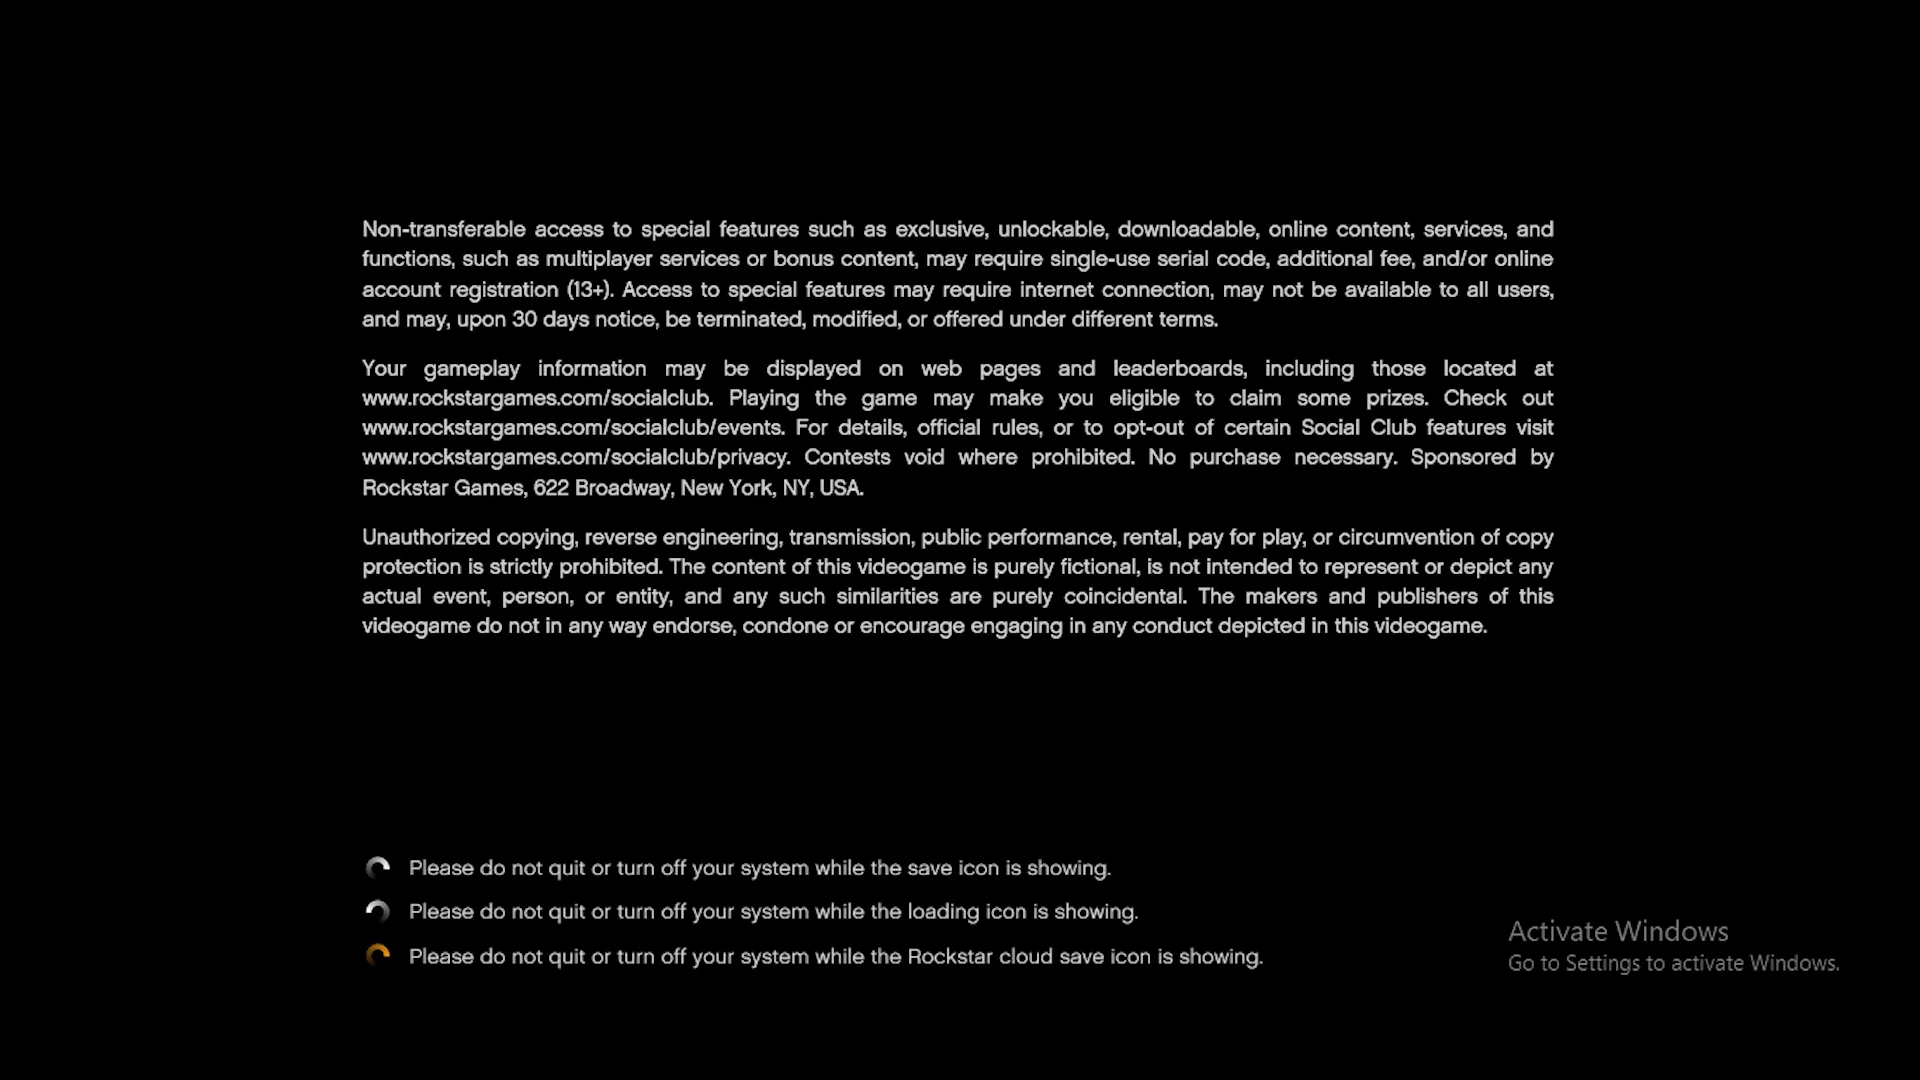 Non-transferable access to special features such as exclusive, unlockable, downloadable, online content, services, and
functions, such as multiplayer services or bonus content, may require single-use serial code, additional fee, and/or online
account registration (13+). Access to special features may require internet connection, may not be available to all users,
and may, upon 30 days notice, be terminated, modified, or offered under different terms.
Your gameplay information may be displayed on web pages and leaderboards, including those located at
www.rockstargames.com/socialclub. Playing the game may make you eligible to claim some prizes. Check out
www.rockstargames.com/socialclub/events. For details, official rules, or to opt-out of certain Social Club features visit
www.rockstargames.com/socialclub/privacy. Contests void where prohibited. No purchase necessary. Sponsored by
Rockstar Games, 622 Broadway, New York, NY, USA.
Unauthorized copying, reverse engineering, transmission, public performance, rental, pay for play, or circumvention of copy
protection is strictly prohibited. The content of this videogame is purely fictional, is not intended to represent or depict any
actual event, person, or entity, and any such similarities are purely coincidental. The makers and publishers of this
videogame do not in any way endorse, condone or encourage engaging in any conduct depicted in this videogame.
Please do not quit or turn off your system while the save icon is showing.
Please do not quit or turn off your system while the loading icon is showing.
Please do not quit or turn off your system while the Rockstar cloud save icon is showing.
Activate Windows
Go to Settings to activate Windows.